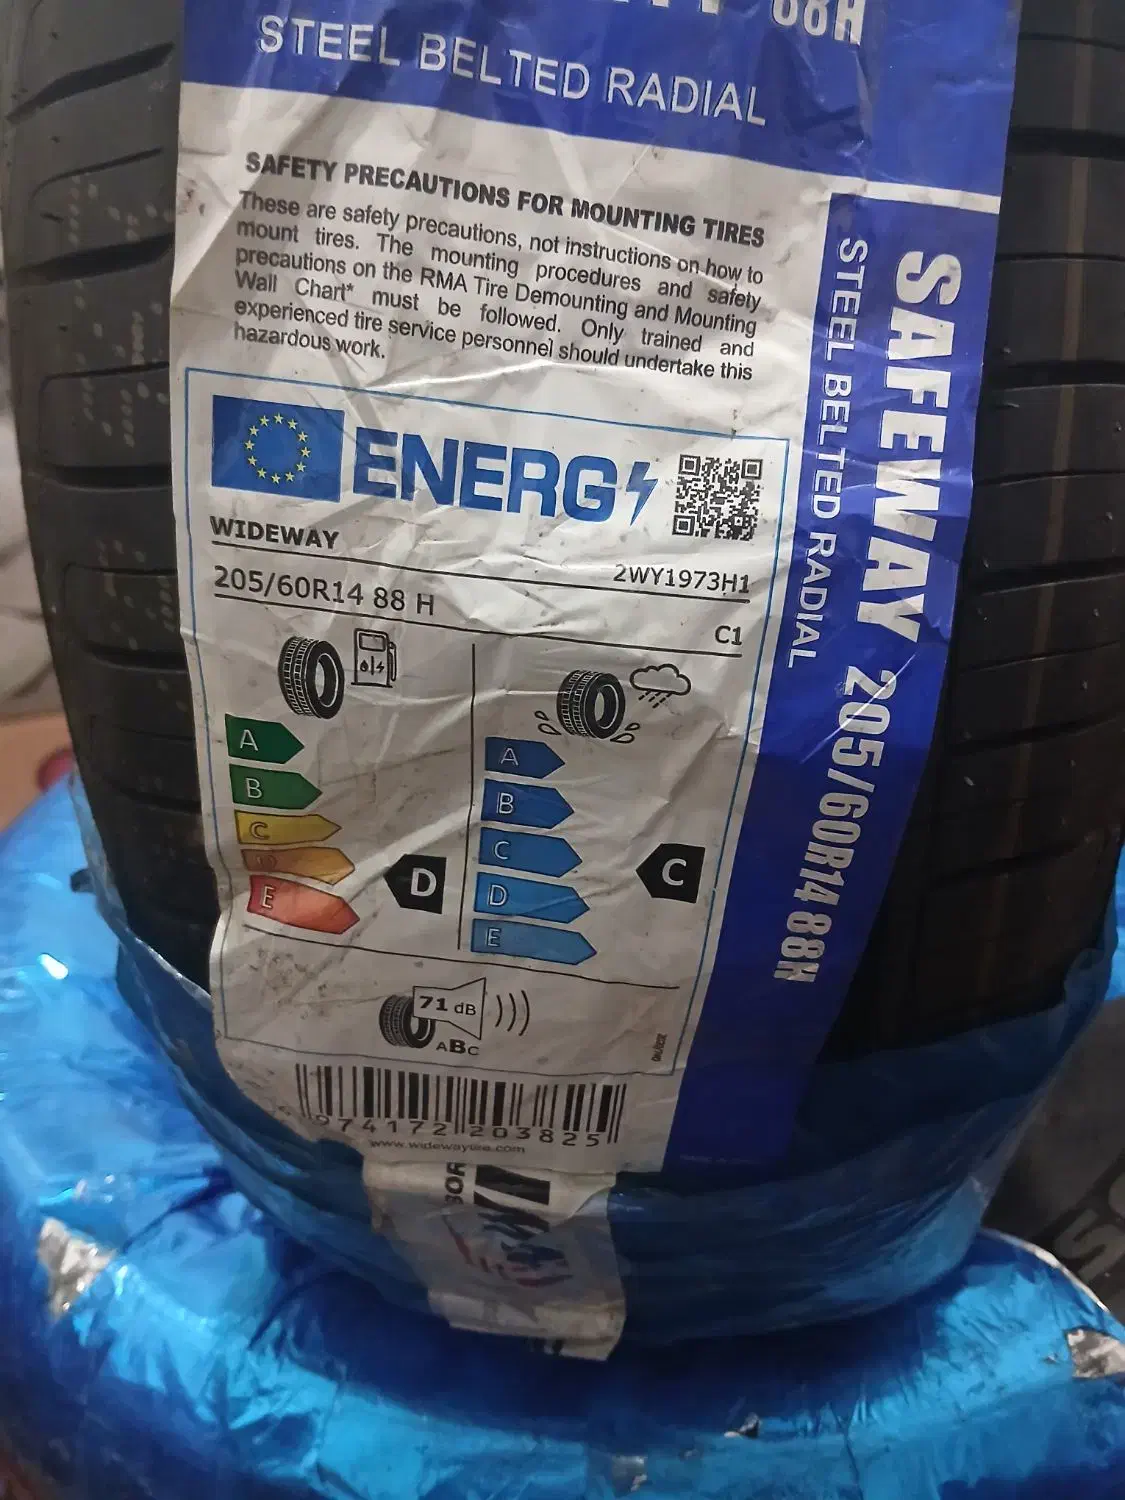 88H
STEEL BELTED RADIAL
SAFETY PRECAUTIONS FOR MOUNTING TIRES
These are safety precautions, not instructions on how to
mount tires. The mounting procedures and safety
precautions on the RMA Tire Demounting and Mounting
Wall Chart* must be followed. Only trained and
experienced tire service personnel should undertake this
hazardous work.
ENERG
WIDEWAY
2WY1973H1
205/60R14 88 H
C1
A
B
C
D
E
D
A
B
C
D
E
C
71 dB
ABC
974172 203825
www.widewaytire.com
SAFEWAY 205/60R14 88H
STEEL BELTED RADIAL